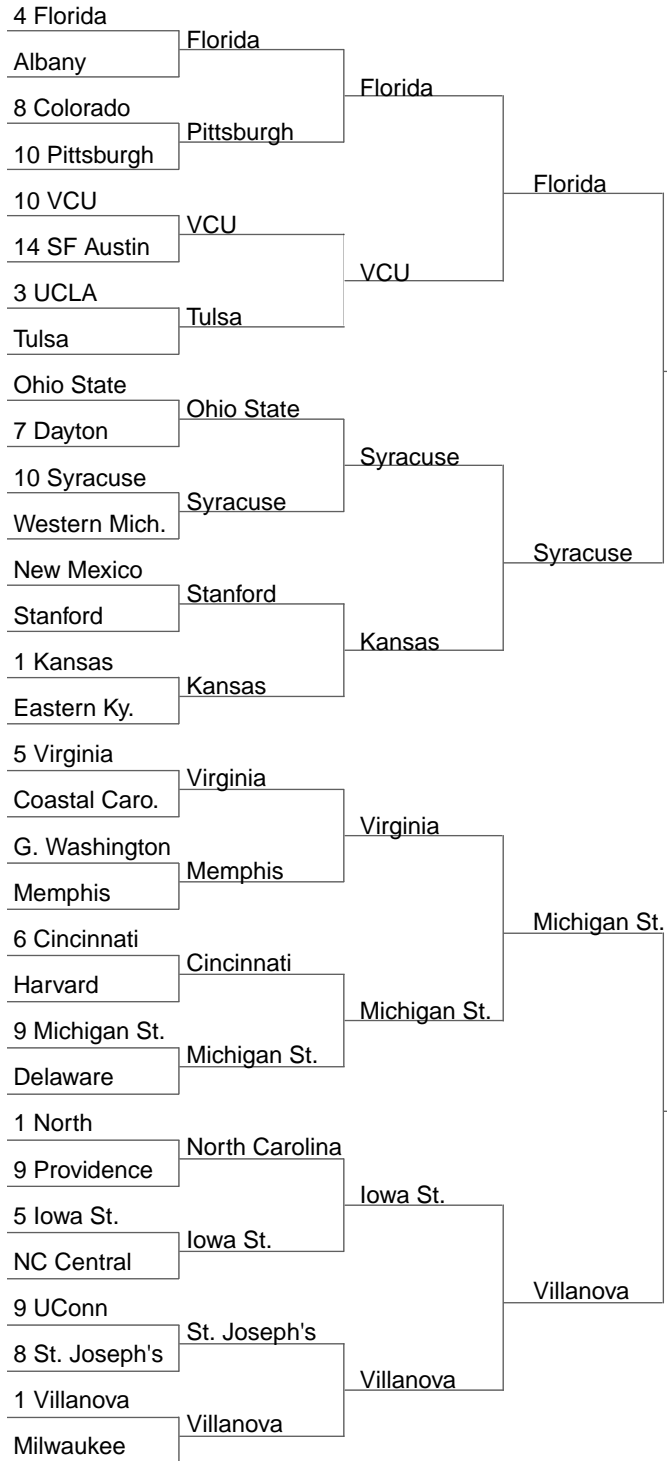 4 Florida
Albany
8 Colorado
10 Pittsburgh
10 VCU
14 SF Austin
3 UCLA
Tulsa
Ohio State
7 Dayton
10 Syracuse
Western Mich.
New Mexico
Stanford
1 Kansas
Eastern Ky.
5 Virginia
Coastal Caro.
G. Washington
Memphis
6 Cincinnati
Harvard
9 Michigan St.
Delaware
1 North
9 Providence
5 Iowa St.
NC Central
9 UConn
8 St. Joseph's
1 Villanova
Milwaukee
Florida
Pittsburgh
VCU
Tulsa
Ohio State
Syracuse
Stanford
Kansas
Virginia
Memphis
Cincinnati
Michigan St.
North Carolina
Iowa St.
St. Joseph's
Villanova
Florida
VCU
Syracuse
Kansas
Virginia
Michigan St.
Iowa St.
Villanova
Florida
Syracuse
Michigan St.
Villanova